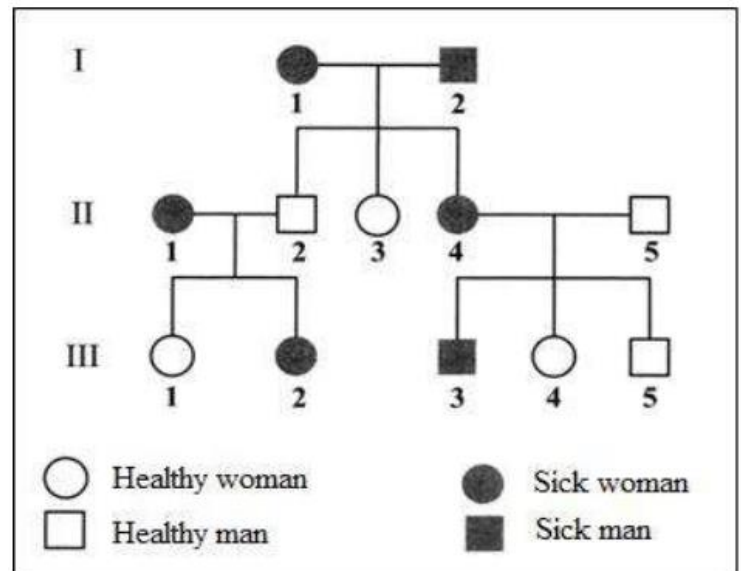 I
1 2
II
1 2 3 4 5
III
1 2 3 4 5
Healthy woman Sick woman
Healthy man Sick man